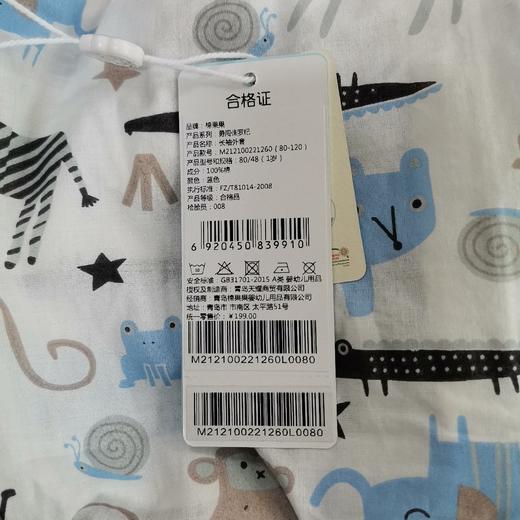 合格证
品牌：棉果果
产品系列：勇闯侏罗纪
产品名称：长袖外套
产品款号：M212100221260 (80-120)
产品型号和规格：80/48 (1岁)
成分：100%棉
颜色：蓝色
执行标准：FZ/T81014-2008
产品等级：合格品
检验员：008
6 920450 839910
安全标准：GB31701-2015 A类 婴幼儿用品
授权及制造商：青岛天耀商贸有限公司
经销商：青岛棉果果婴幼儿用品有限公司
地址：青岛市 市南区 太平路51号
统一零售价：￥199.00
M212100221260L0080
M212100221260L0080